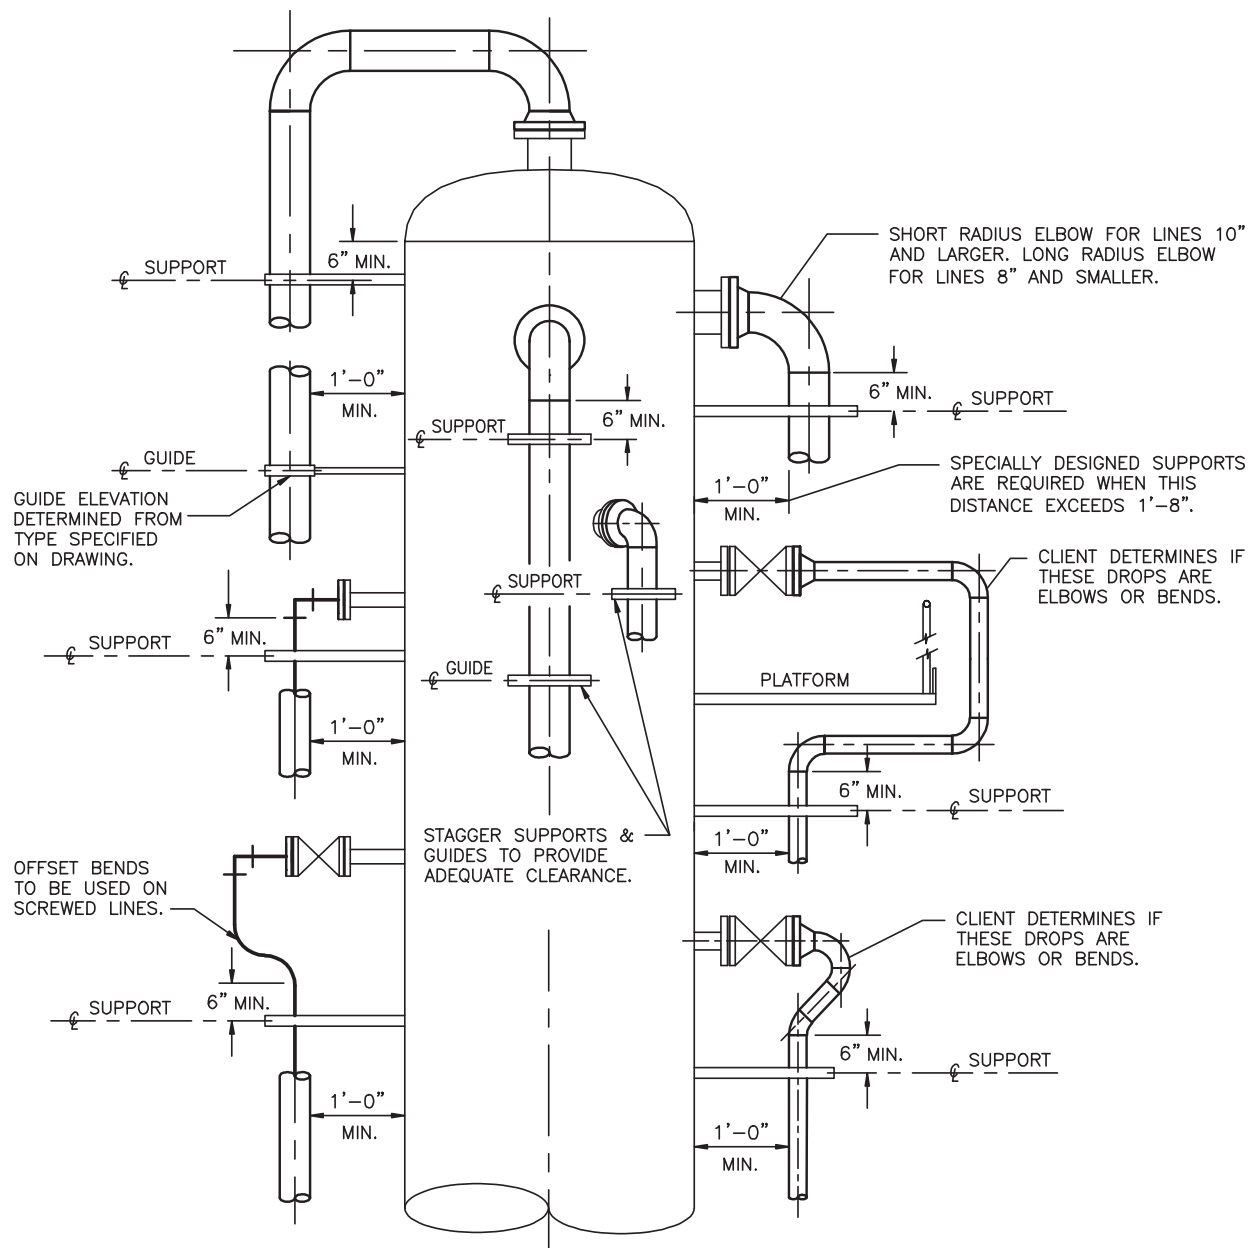 SHORT RADIUS ELBOW FOR LINES 10”
AND LARGER. LONG RADIUS ELBOW
FOR LINES 8” AND SMALLER.
6” MIN.
℄ SUPPORT
1’–0”
MIN.
6” MIN.
℄ SUPPORT
6” MIN.
℄ SUPPORT
℄ GUIDE
GUIDE ELEVATION
DETERMINED FROM
TYPE SPECIFIED
ON DRAWING.
1’–0”
MIN.
SPECIALLY DESIGNED SUPPORTS
ARE REQUIRED WHEN THIS
DISTANCE EXCEEDS 1’–8”.
CLIENT DETERMINES IF
THESE DROPS ARE
ELBOWS OR BENDS.
℄ SUPPORT
6” MIN.
℄ SUPPORT
℄ GUIDE
PLATFORM
1’–0”
MIN.
6” MIN.
℄ SUPPORT
STAGGER SUPPORTS &
GUIDES TO PROVIDE
ADEQUATE CLEARANCE.
1’–0”
MIN.
OFFSET BENDS
TO BE USED ON
SCREWED LINES.
CLIENT DETERMINES IF
THESE DROPS ARE
ELBOWS OR BENDS.
6” MIN.
℄ SUPPORT
6” MIN.
℄ SUPPORT
1’–0”
MIN.
1’–0”
MIN.